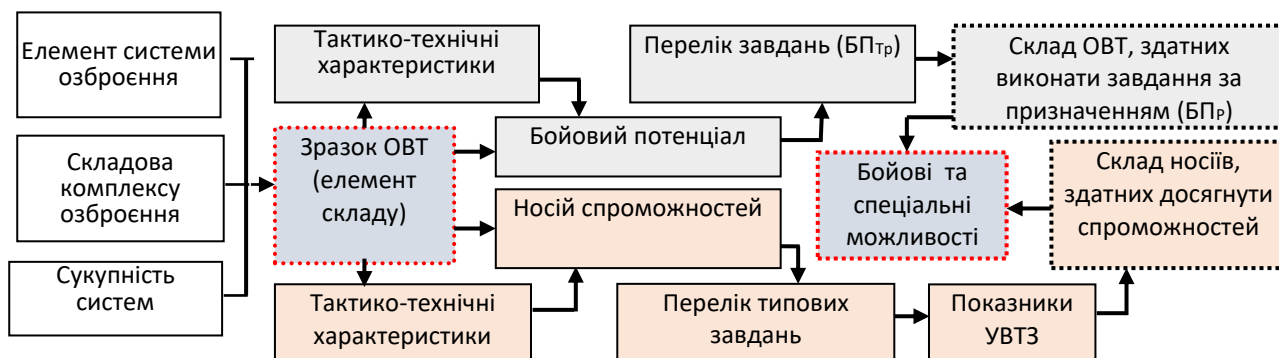 Елемент системи
озброєння
Складова
комплексу
озброєння
Сукупність
систем
Тактико-технічні
характеристики
Зразок ОВТ
(елемент
складу)
Тактико-технічні
характеристики
Бойовий потенціал
Носій спроможностей
Перелік завдань (БПТр)
Перелік типових
завдань
Бойові та
спеціальні
можливості
Показники
УВТЗ
Склад ОВТ, здатних
виконати завдання за
призначенням (БПР)
Склад носіїв,
здатних досягнути
спроможностей